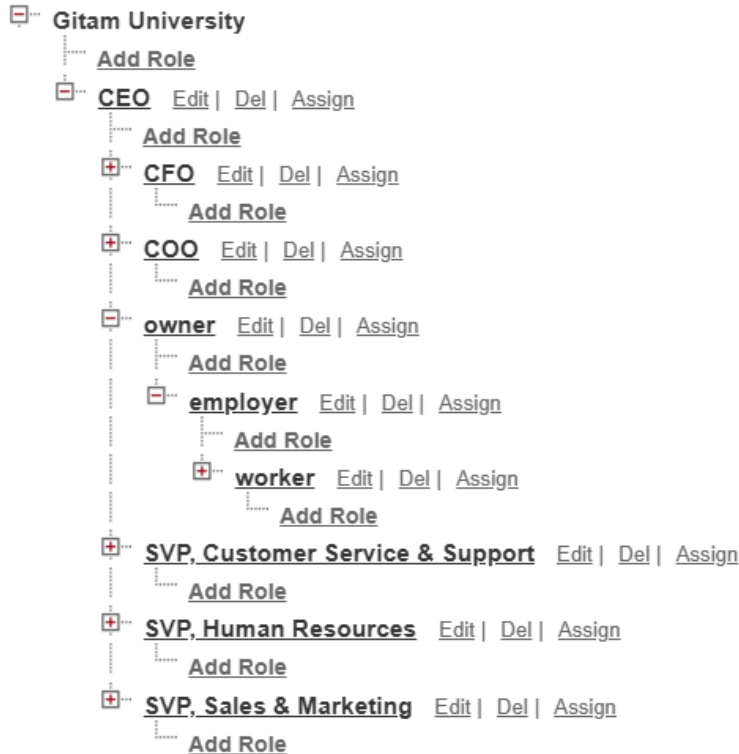 Gitam University
Add Role
CEO Edit | Del | Assign
Add Role
CFO Edit | Del | Assign
Add Role
COO Edit | Del | Assign
Add Role
owner Edit | Del | Assign
Add Role
employer Edit | Del | Assign
Add Role
worker Edit | Del | Assign
Add Role
SVP, Customer Service & Support Edit | Del | Assign
Add Role
SVP, Human Resources Edit | Del | Assign
Add Role
SVP, Sales & Marketing Edit | Del | Assign
Add Role